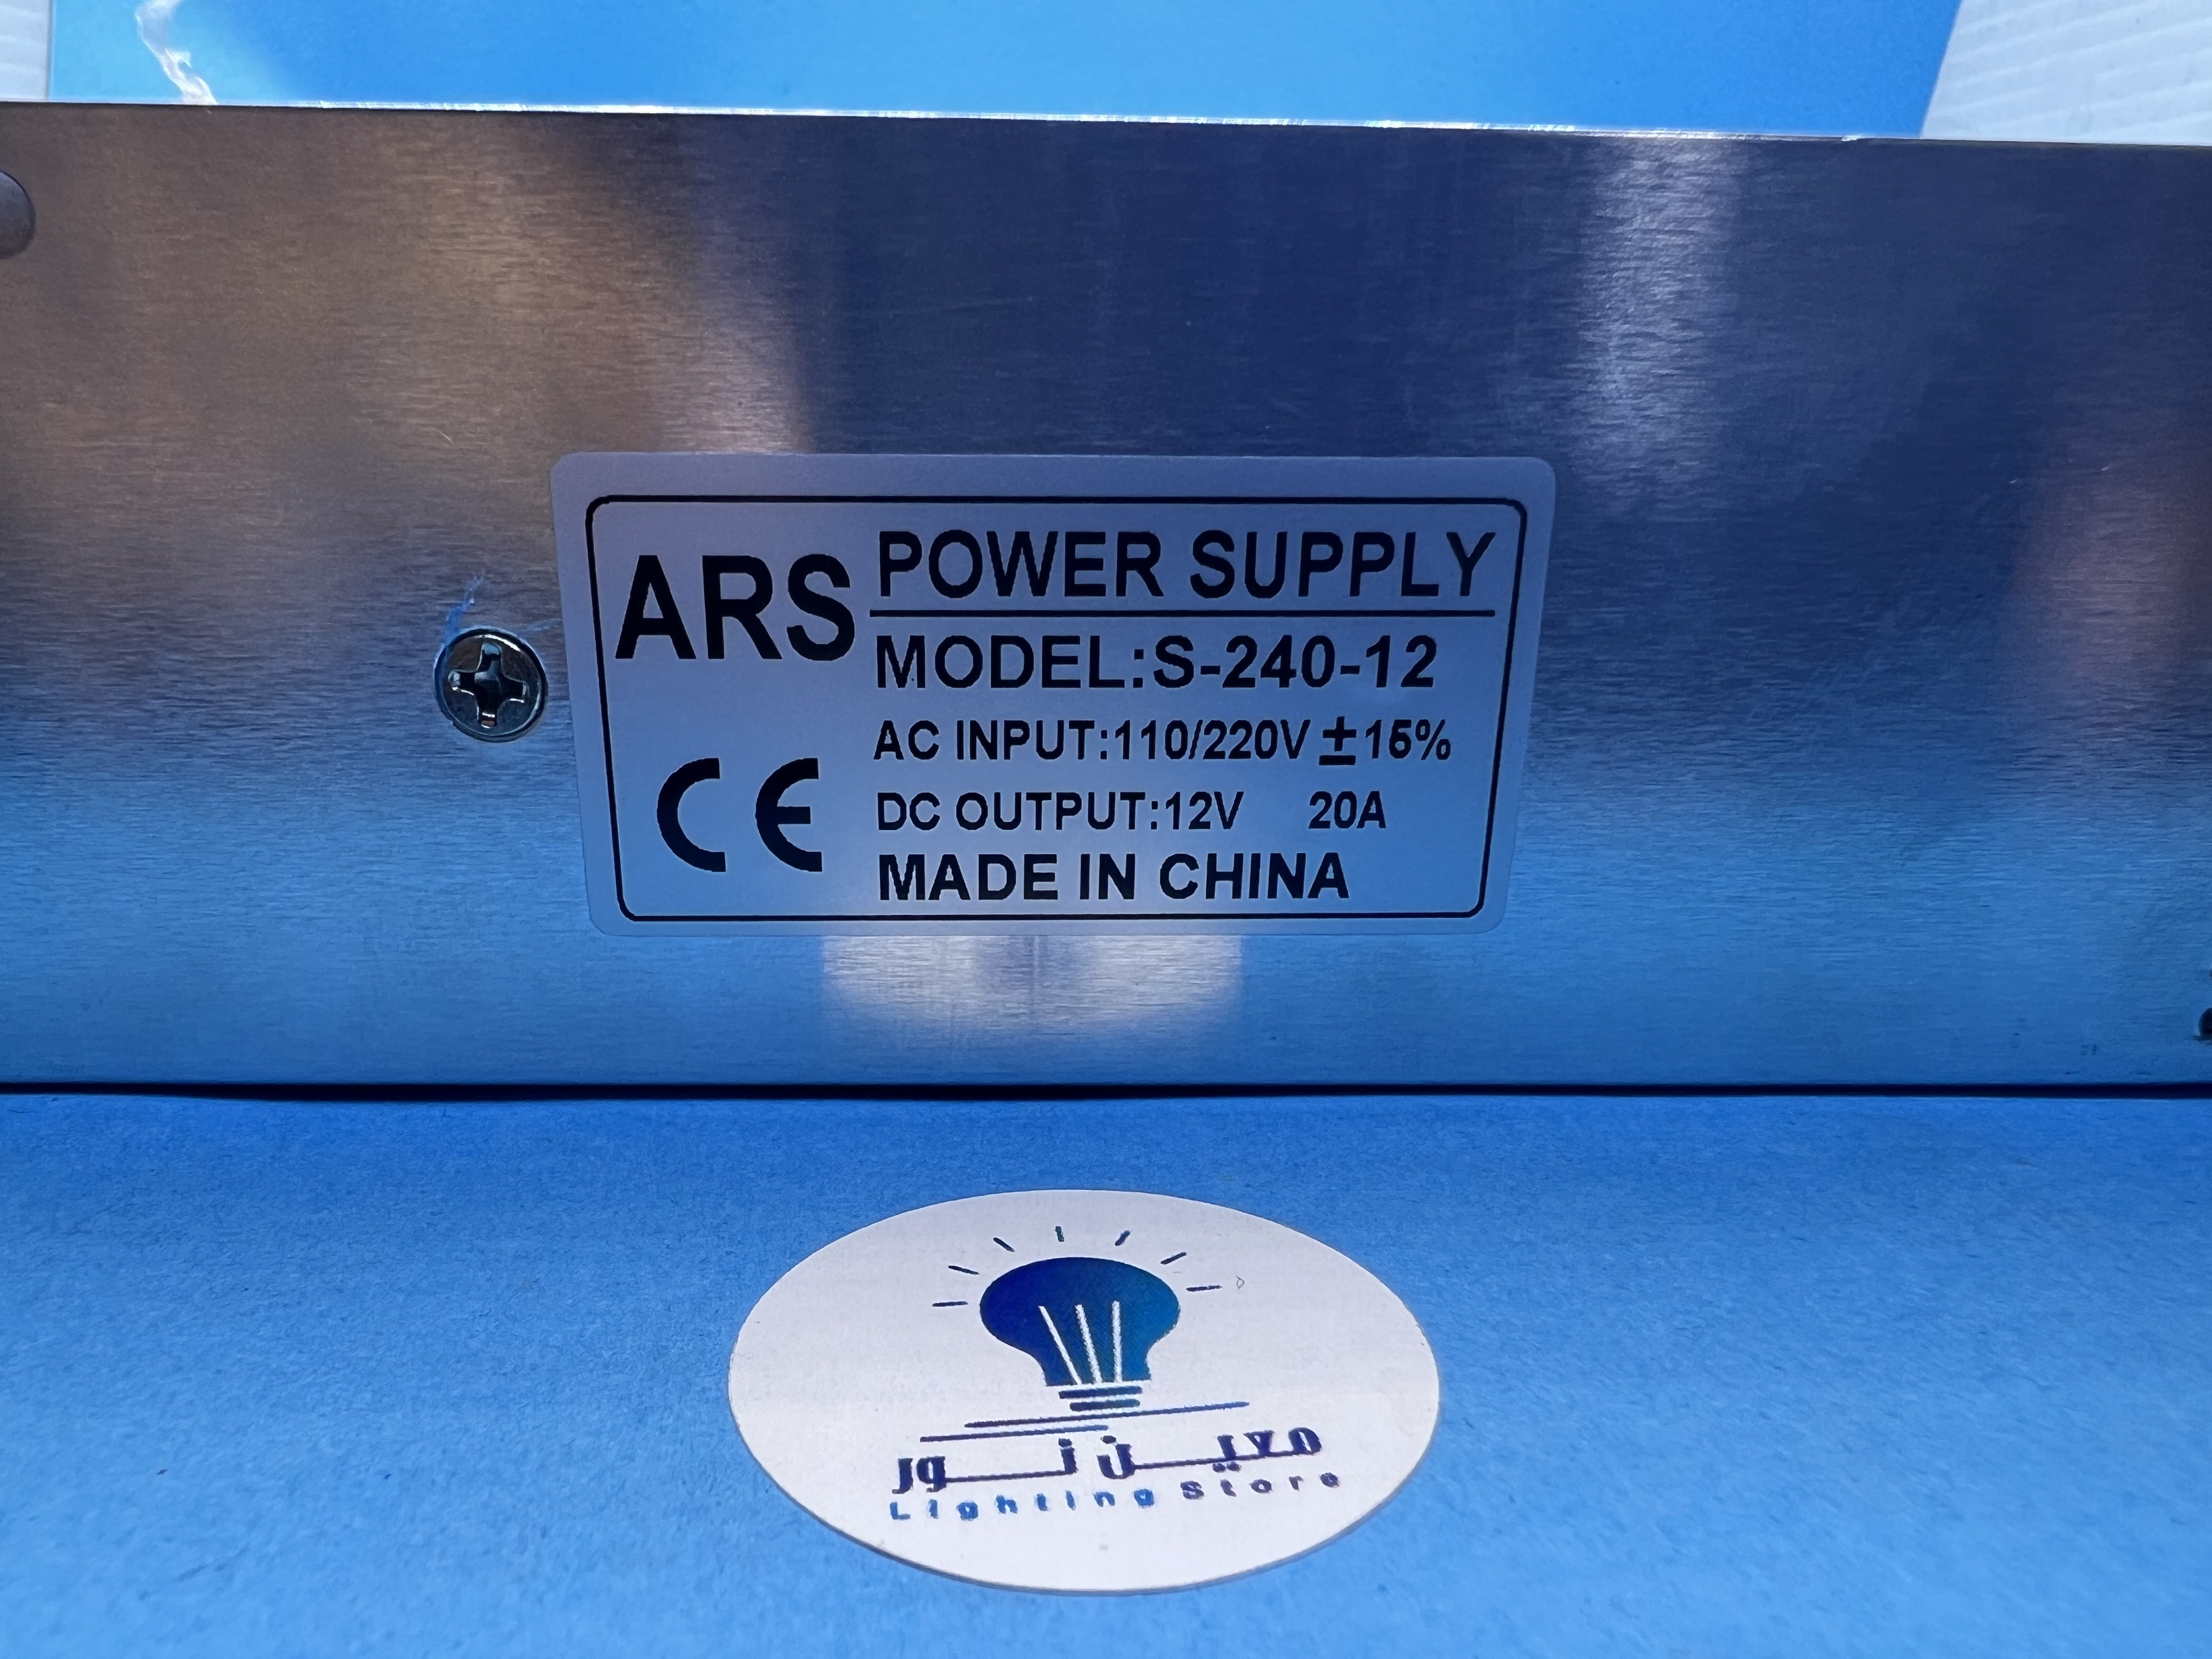 ARS
POWER SUPPLY
MODEL:S-240-12
AC INPUT:110/220V ±15%
DC OUTPUT:12V 20A
MADE IN CHINA
CE
معین نور
Lighting Store